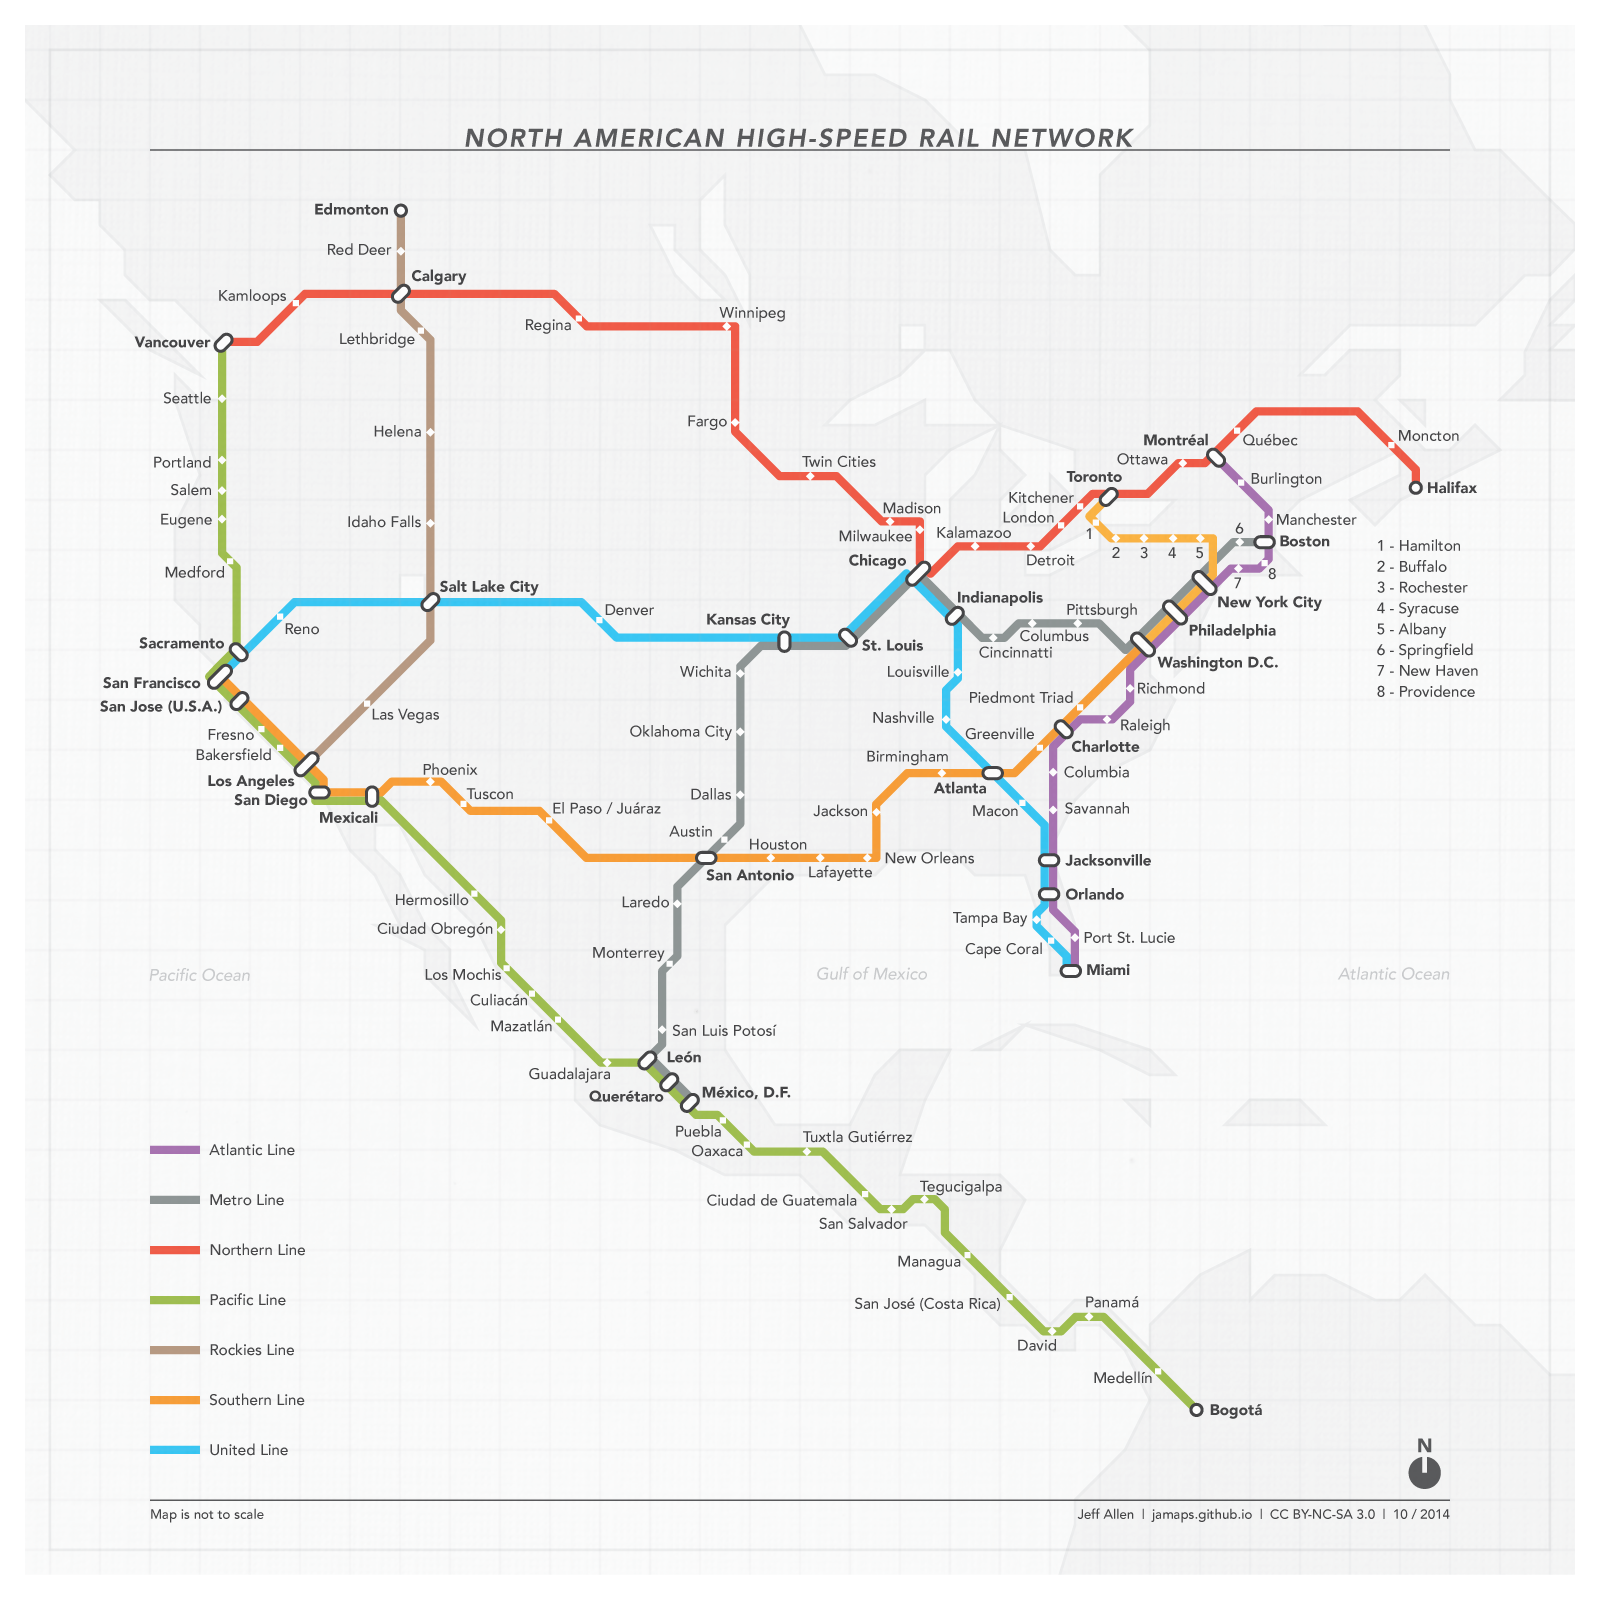 NORTH AMERICAN HIGH-SPEED RAIL NETWORK
Edmonton
Red Deer
Calgary
Kamloops
Regina
Winnipeg
Lethbridge
Vancouver
Seattle
Helena
Fargo
Portland
Salem
Eugene
Idaho Falls
Medford
Twin Cities
Madison
Milwaukee
Chicago
Kalamazoo
Detroit
London
Kitchener
Toronto
Ottawa
Montréal
Québec
Moncton
Halifax
Burlington
Manchester
Boston
1
2
3
4
5
6
7
8
1 - Hamilton
2 - Buffalo
3 - Rochester
4 - Syracuse
5 - Albany
6 - Springfield
7 - New Haven
8 - Providence
Salt Lake City
Reno
Denver
Kansas City
St. Louis
Indianapolis
Pittsburgh
Columbus
Cincinnatti
New York City
Philadelphia
Washington D.C.
Sacramento
San Francisco
San Jose (U.S.A.)
Fresno
Bakersfield
Los Angeles
San Diego
Mexicali
Las Vegas
Phoenix
Tuscon
El Paso / Juáraz
Wichita
Oklahoma City
Dallas
Austin
San Antonio
Houston
Lafayette
New Orleans
Jackson
Birmingham
Atlanta
Louisville
Nashville
Greenville
Piedmont Triad
Richmond
Raleigh
Charlotte
Columbia
Macon
Savannah
Jacksonville
Orlando
Tampa Bay
Cape Coral
Port St. Lucie
Miami
Hermosillo
Ciudad Obregón
Los Mochis
Culiacán
Mazatlán
Guadalajara
Laredo
Monterrey
San Luis Potosí
León
Querétaro
México, D.F.
Pacific Ocean
Gulf of Mexico
Atlantic Ocean
Puebla
Oaxaca
Tuxtla Gutiérrez
Ciudad de Guatemala
San Salvador
Tegucigalpa
Managua
San José (Costa Rica)
David
Panamá
Medellín
Bogotá
Atlantic Line
Metro Line
Northern Line
Pacific Line
Rockies Line
Southern Line
United Line
N
Map is not to scale
Jeff Allen | jamaps.github.io | CC BY-NC-SA 3.0 | 10 / 2014